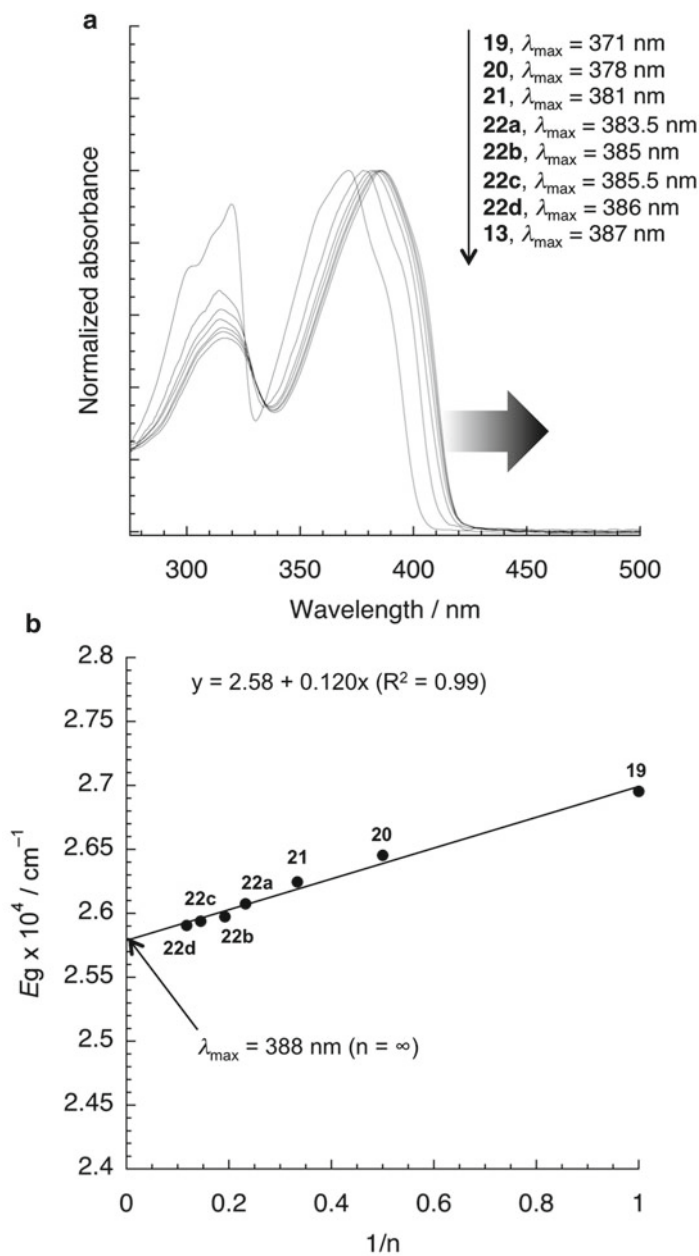 a
19, λmax = 371 nm
20, λmax = 378 nm
21, λmax = 381 nm
22a, λmax = 383.5 nm
22b, λmax = 385 nm
22c, λmax = 385.5 nm
22d, λmax = 386 nm
13, λmax = 387 nm
Normalized absorbance
300
350
400
450
500
Wavelength / nm
b
2.8
2.75
2.7
2.65
2.6
2.55
2.5
2.45
2.4
Eg x 10⁴ / cm⁻¹
y = 2.58 + 0.120x (R² = 0.99)
19
20
21
22a
22c
22b
22d
λmax = 388 nm (n = ∞)
0
0.2
0.4
0.6
0.8
1
1/n